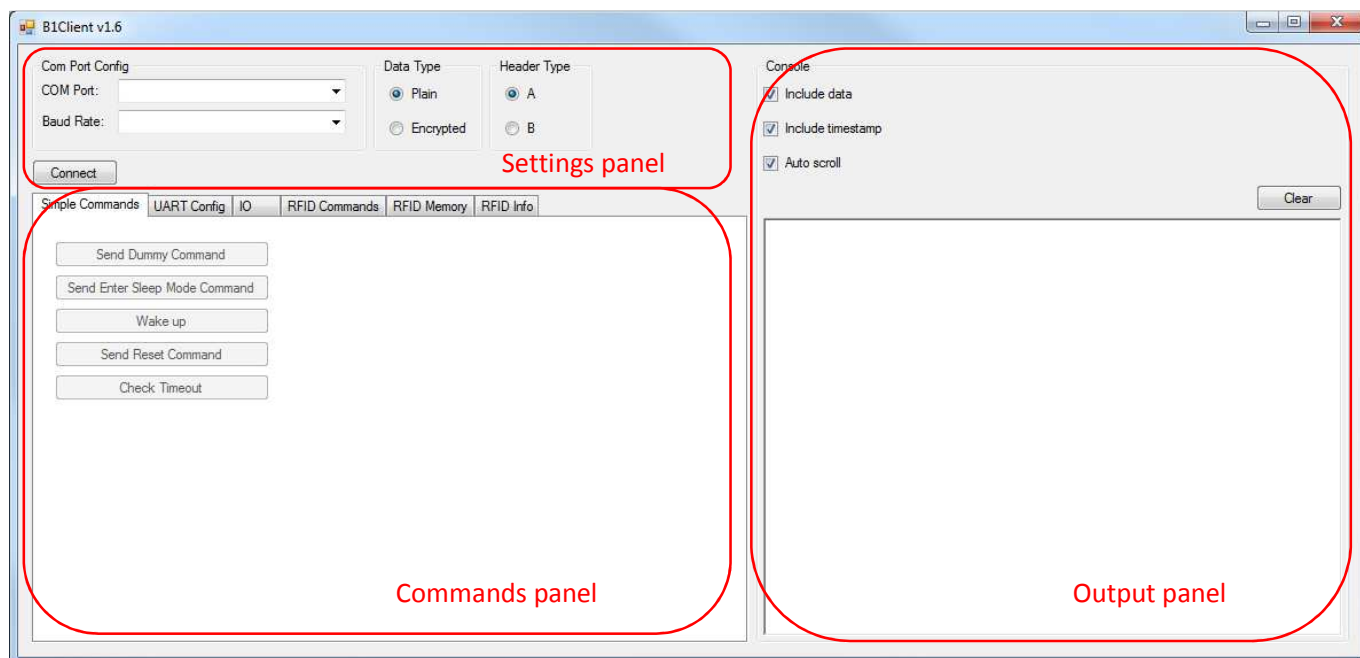 B1Client v1.6
Com Port Config
COM Port:
Baud Rate:
Data Type
Plain
Encrypted
Header Type
A
B
Connect
Settings panel
Simple Commands UART Config IO RFID Commands RFID Memory RFID Info
Send Dummy Command
Send Enter Sleep Mode Command
Wake up
Send Reset Command
Check Timeout
Commands panel
Console
Include data
Include timestamp
Auto scroll
Clear
Output panel